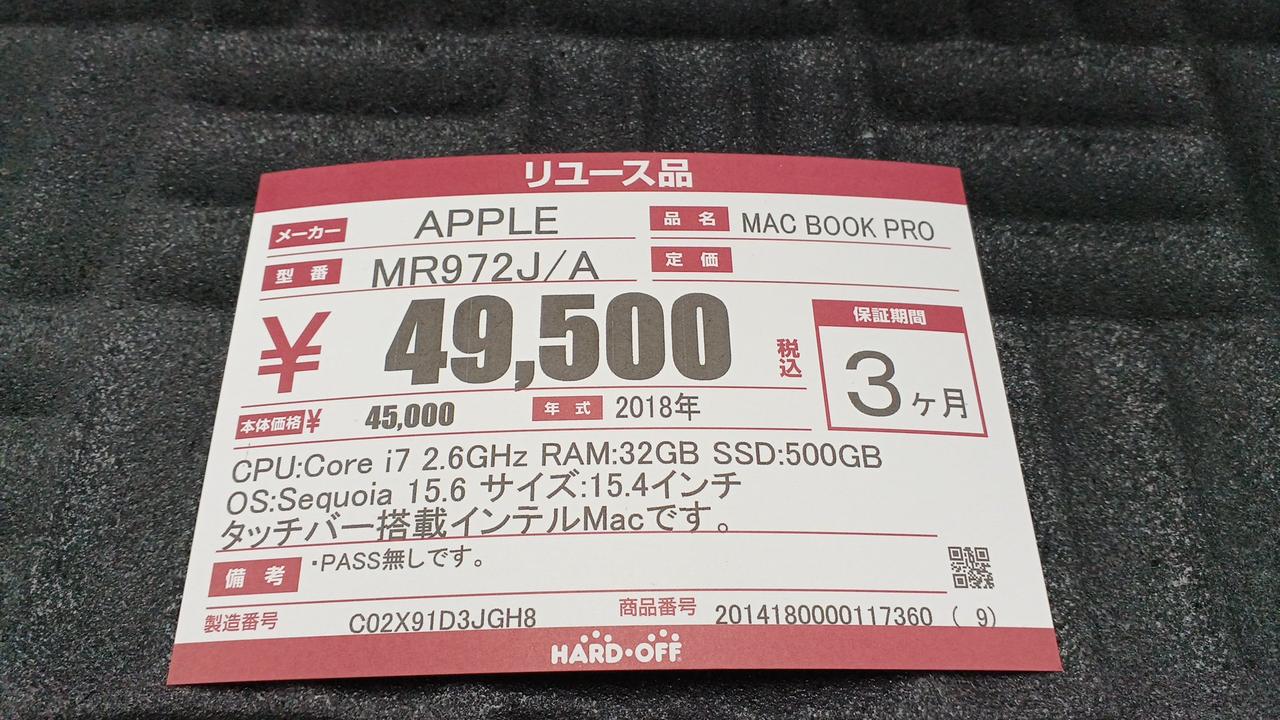 リユース品
メーカー APPLE 品名 MAC BOOK PRO
型番 MR972J/A 定価
¥ 49,500 税込
保証期間
3ヶ月
本体価格¥ 45,000 年式 2018年
CPU:Core i7 2.6GHz RAM:32GB SSD:500GB
OS:Sequoia 15.6 サイズ:15.4インチ
タッチバー搭載インテルMacです。
備考 ・PASS無しです。
製造番号 C02X91D3JGH8 商品番号 2014180000117360 ( 9)
HARD・OFF